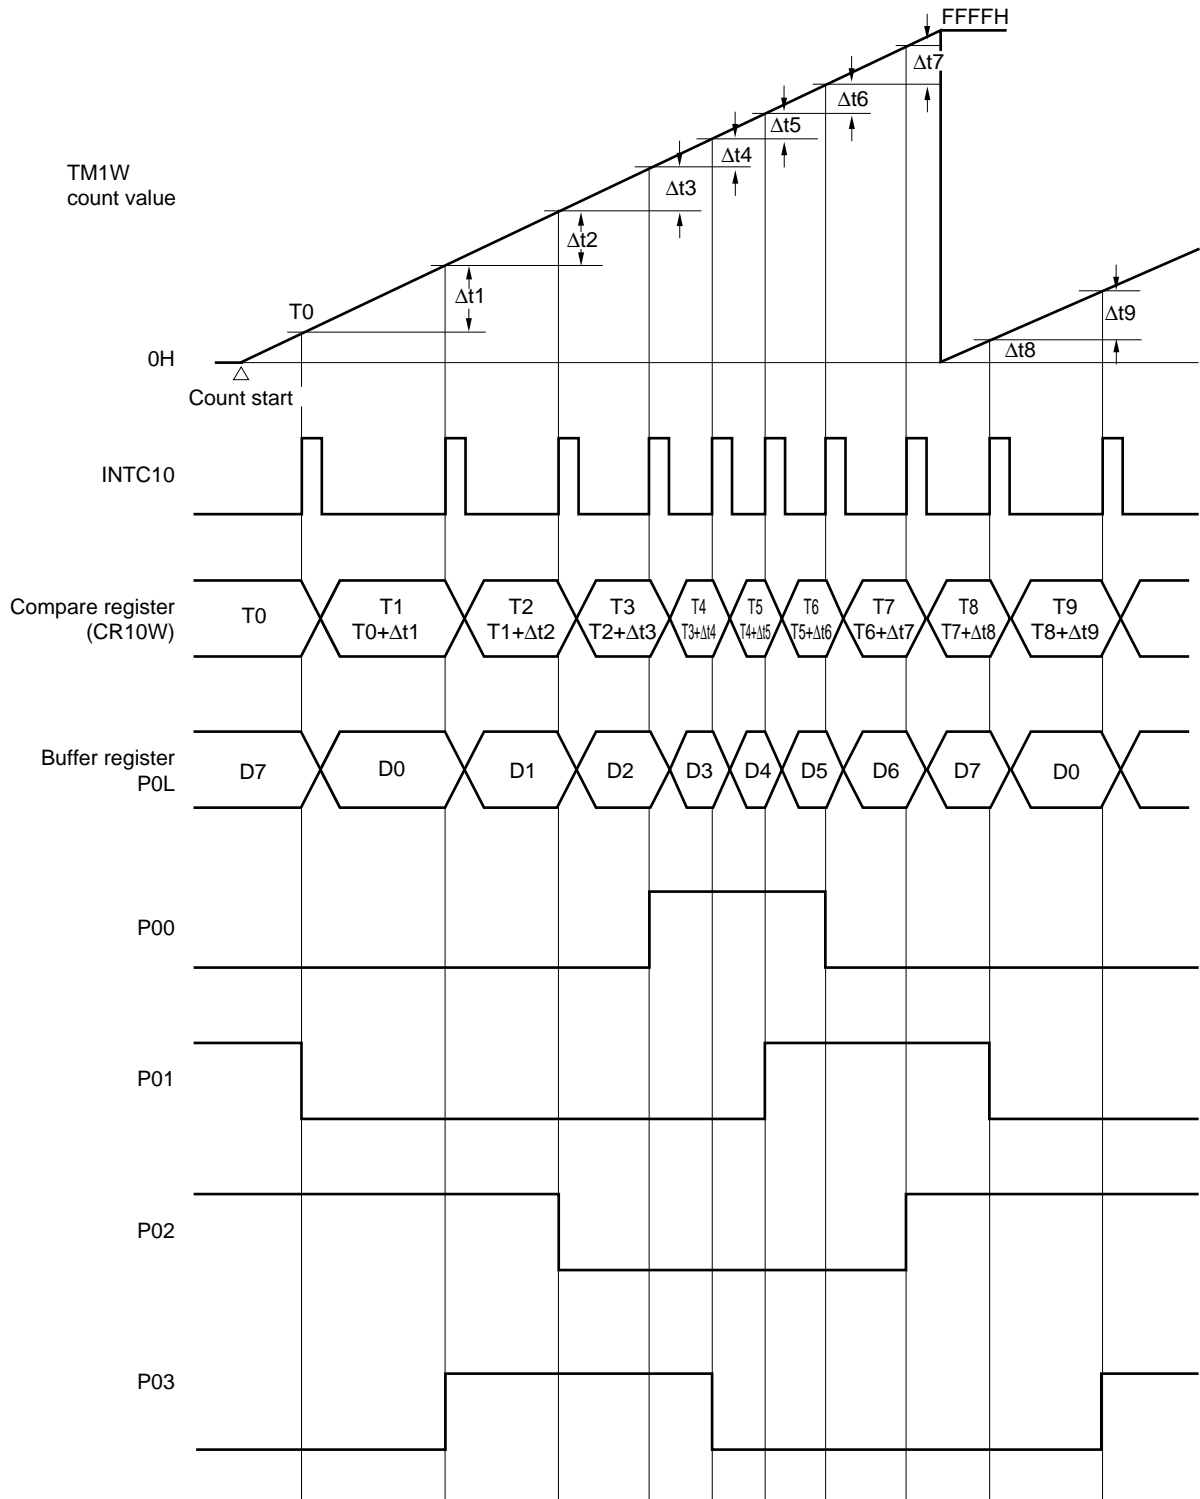 FFFFH
Δt7
Δt6
Δt5
Δt4
TM1W
count value
Δt3
Δt2
Δt1
T0
Δt9
0H
Δt8
Count start
INTC10
Compare register
(CR10W)
T0
T1
T0+Δt1
T2
T1+Δt2
T3
T2+Δt3
T4
T3+Δt4
T5
T4+Δt5
T6
T5+Δt6
T7
T6+Δt7
T8
T7+Δt8
T9
T8+Δt9
Buffer register
P0L
D7
D0
D1
D2
D3
D4
D5
D6
D7
D0
P00
P01
P02
P03